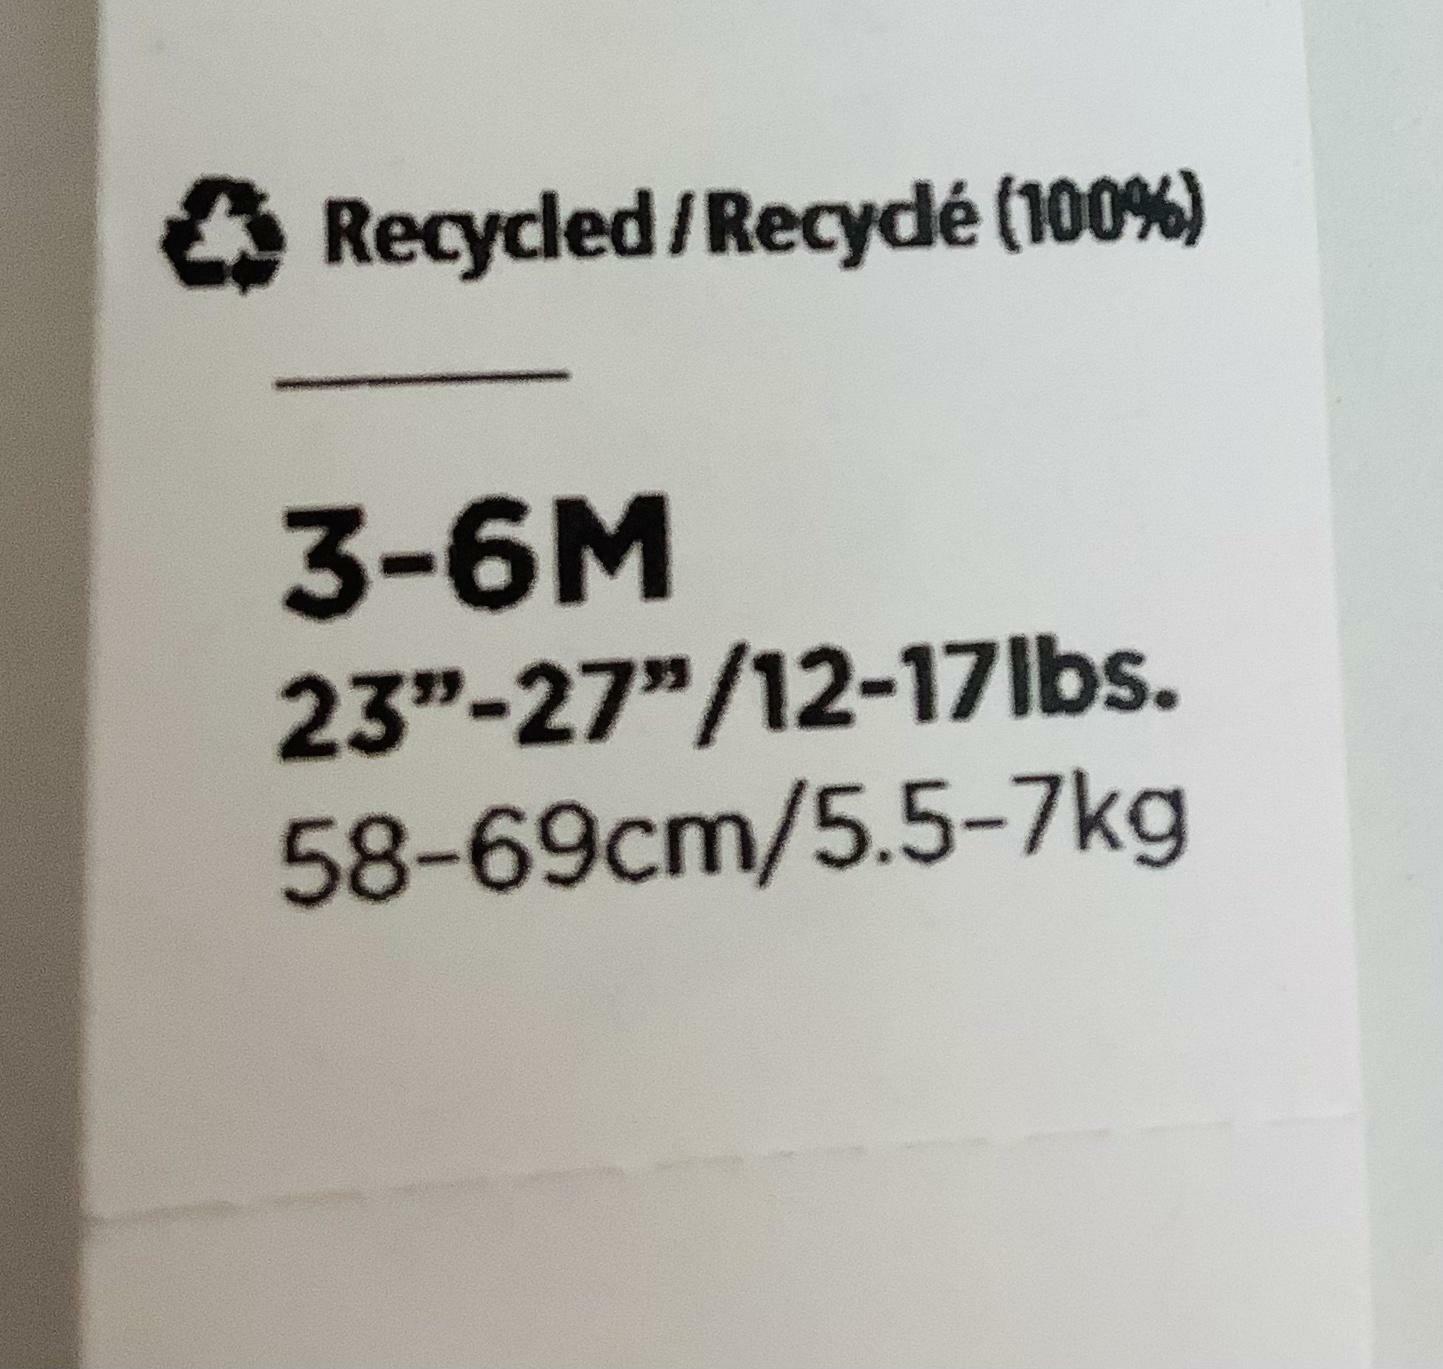 Recycled / Recyclé (100%)
3-6M
23”-27”/12-17lbs.
58-69cm/5.5-7kg